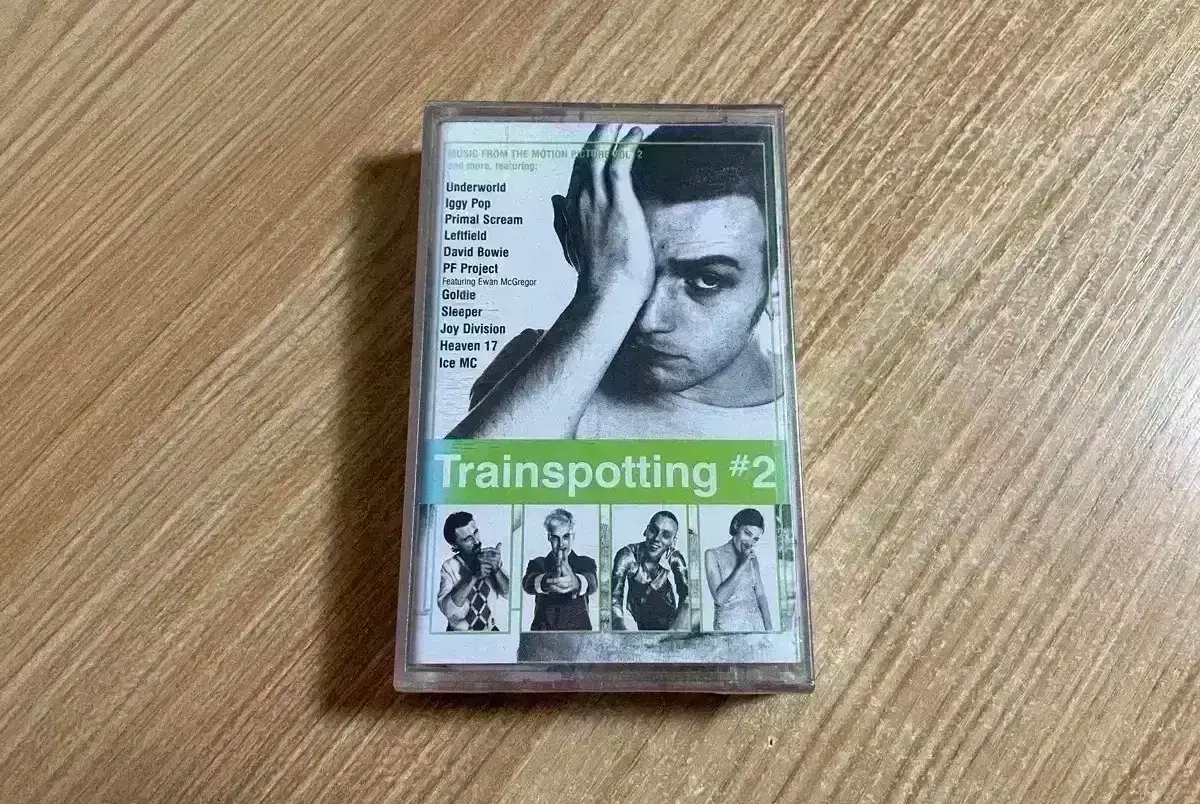 MUSIC FROM THE MOTION PICTURE VOL 2
and more, featuring:
Underworld
Iggy Pop
Primal Scream
Leftfield
David Bowie
PF Project
Featuring Ewan McGregor
Goldie
Sleeper
Joy Division
Heaven 17
Ice MC
Trainspotting #2